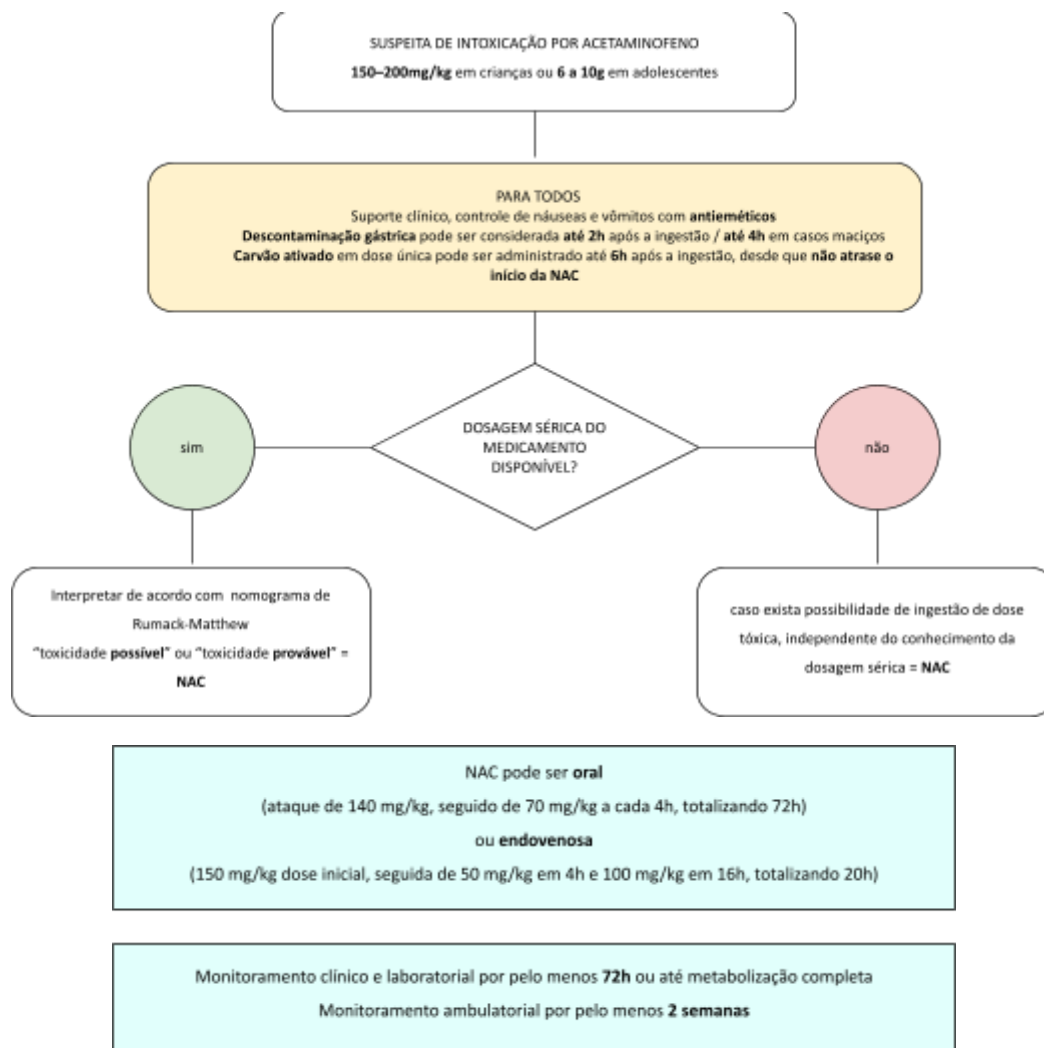 SUSPEITA DE INTOXICAÇÃO POR ACETAMINOFENO
150–200mg/kg em crianças ou 6 a 10g em adolescentes
PARA TODOS
Suporte clínico, controle de náuseas e vômitos com antieméticos
Descontaminação gástrica pode ser considerada até 2h após a ingestão / até 4h em casos maciços
Carvão ativado em dose única pode ser administrado até 6h após a ingestão, desde que não atrase o
início da NAC
DOSAGEM SÉRICA DO
MEDICAMENTO
DISPONÍVEL?
sim
não
Interpretar de acordo com nomograma de
Rumack-Matthew
“toxicidade possível” ou “toxicidade provável” =
NAC
caso exista possibilidade de ingestão de dose
tóxica, independente do conhecimento da
dosagem sérica = NAC
NAC pode ser oral
(ataque de 140 mg/kg, seguido de 70 mg/kg a cada 4h, totalizando 72h)
ou endovenosa
(150 mg/kg dose inicial, seguida de 50 mg/kg em 4h e 100 mg/kg em 16h, totalizando 20h)
Monitoramento clínico e laboratorial por pelo menos 72h ou até metabolização completa
Monitoramento ambulatorial por pelo menos 2 semanas